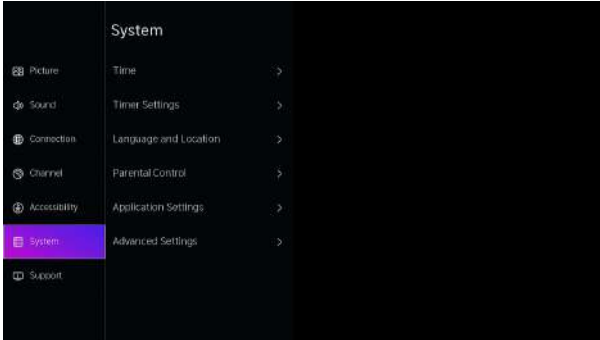 System
Picture
Time
Sound
Timer Settings
Connection
Language and Location
Channel
Parental Control
Accessibility
Application Settings
System
Advanced Settings
Support